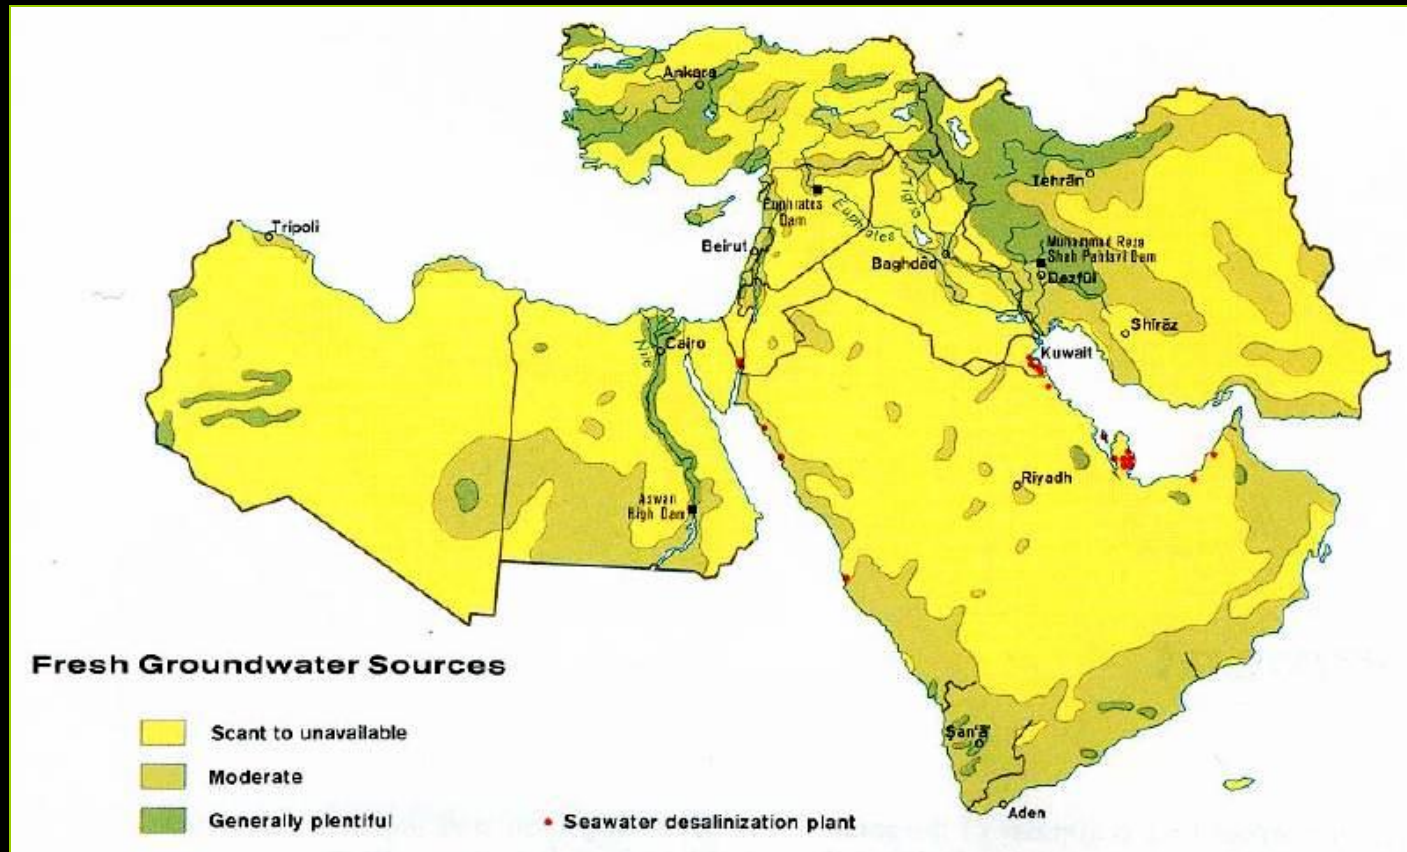 Ankara
Tehrān
Tigris
Euphrates
Dam
Euphrates
Tripoli
Beirut
Baghdād
Muhammad Reza
Shah Pahlavi Dam
Dezfūl
Shīrāz
Nile
Cairo
Kuwait
Riyadh
Aswan
High Dam
Fresh Groundwater Sources
Scant to unavailable
Moderate
Generally plentiful
• Seawater desalinization plant
Şan'ā'
Aden